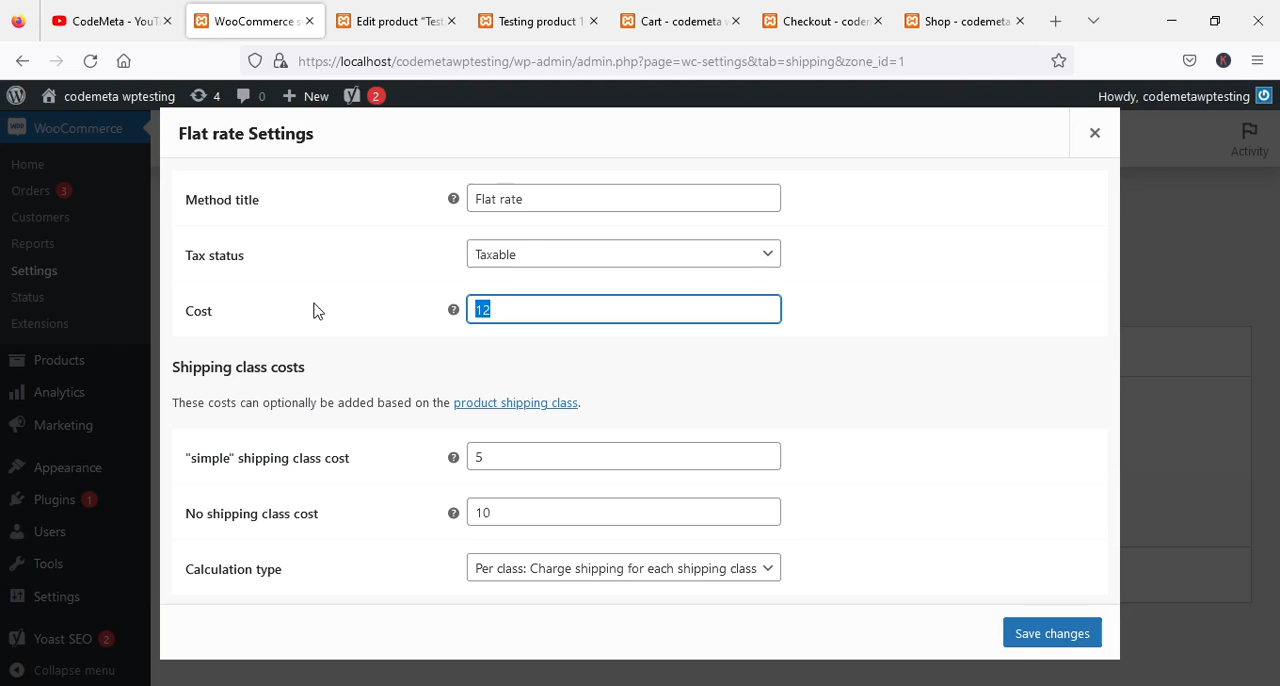 CodeMeta - YouT
WooCommerce s
Edit product "Test
Testing product 1
Cart - codemeta w
Checkout - coden
Shop - codemeta
https://localhost/codemetawptesting/wp-admin/admin.php?page=wc-settings&tab=shipping&zone_id=1
K
codemeta wptesting
4
0
New
2
Howdy, codemetawptesting
WooCommerce
Home
Orders 3
Customers
Reports
Settings
Status
Extensions
Products
Analytics
Marketing
Appearance
Plugins 1
Users
Tools
Settings
Yoast SEO 2
Collapse menu
Activity
Flat rate Settings
Method title
Flat rate
Tax status
Taxable
Cost
12
Shipping class costs
These costs can optionally be added based on the product shipping class.
"simple" shipping class cost
5
No shipping class cost
10
Calculation type
Per class: Charge shipping for each shipping class
Save changes